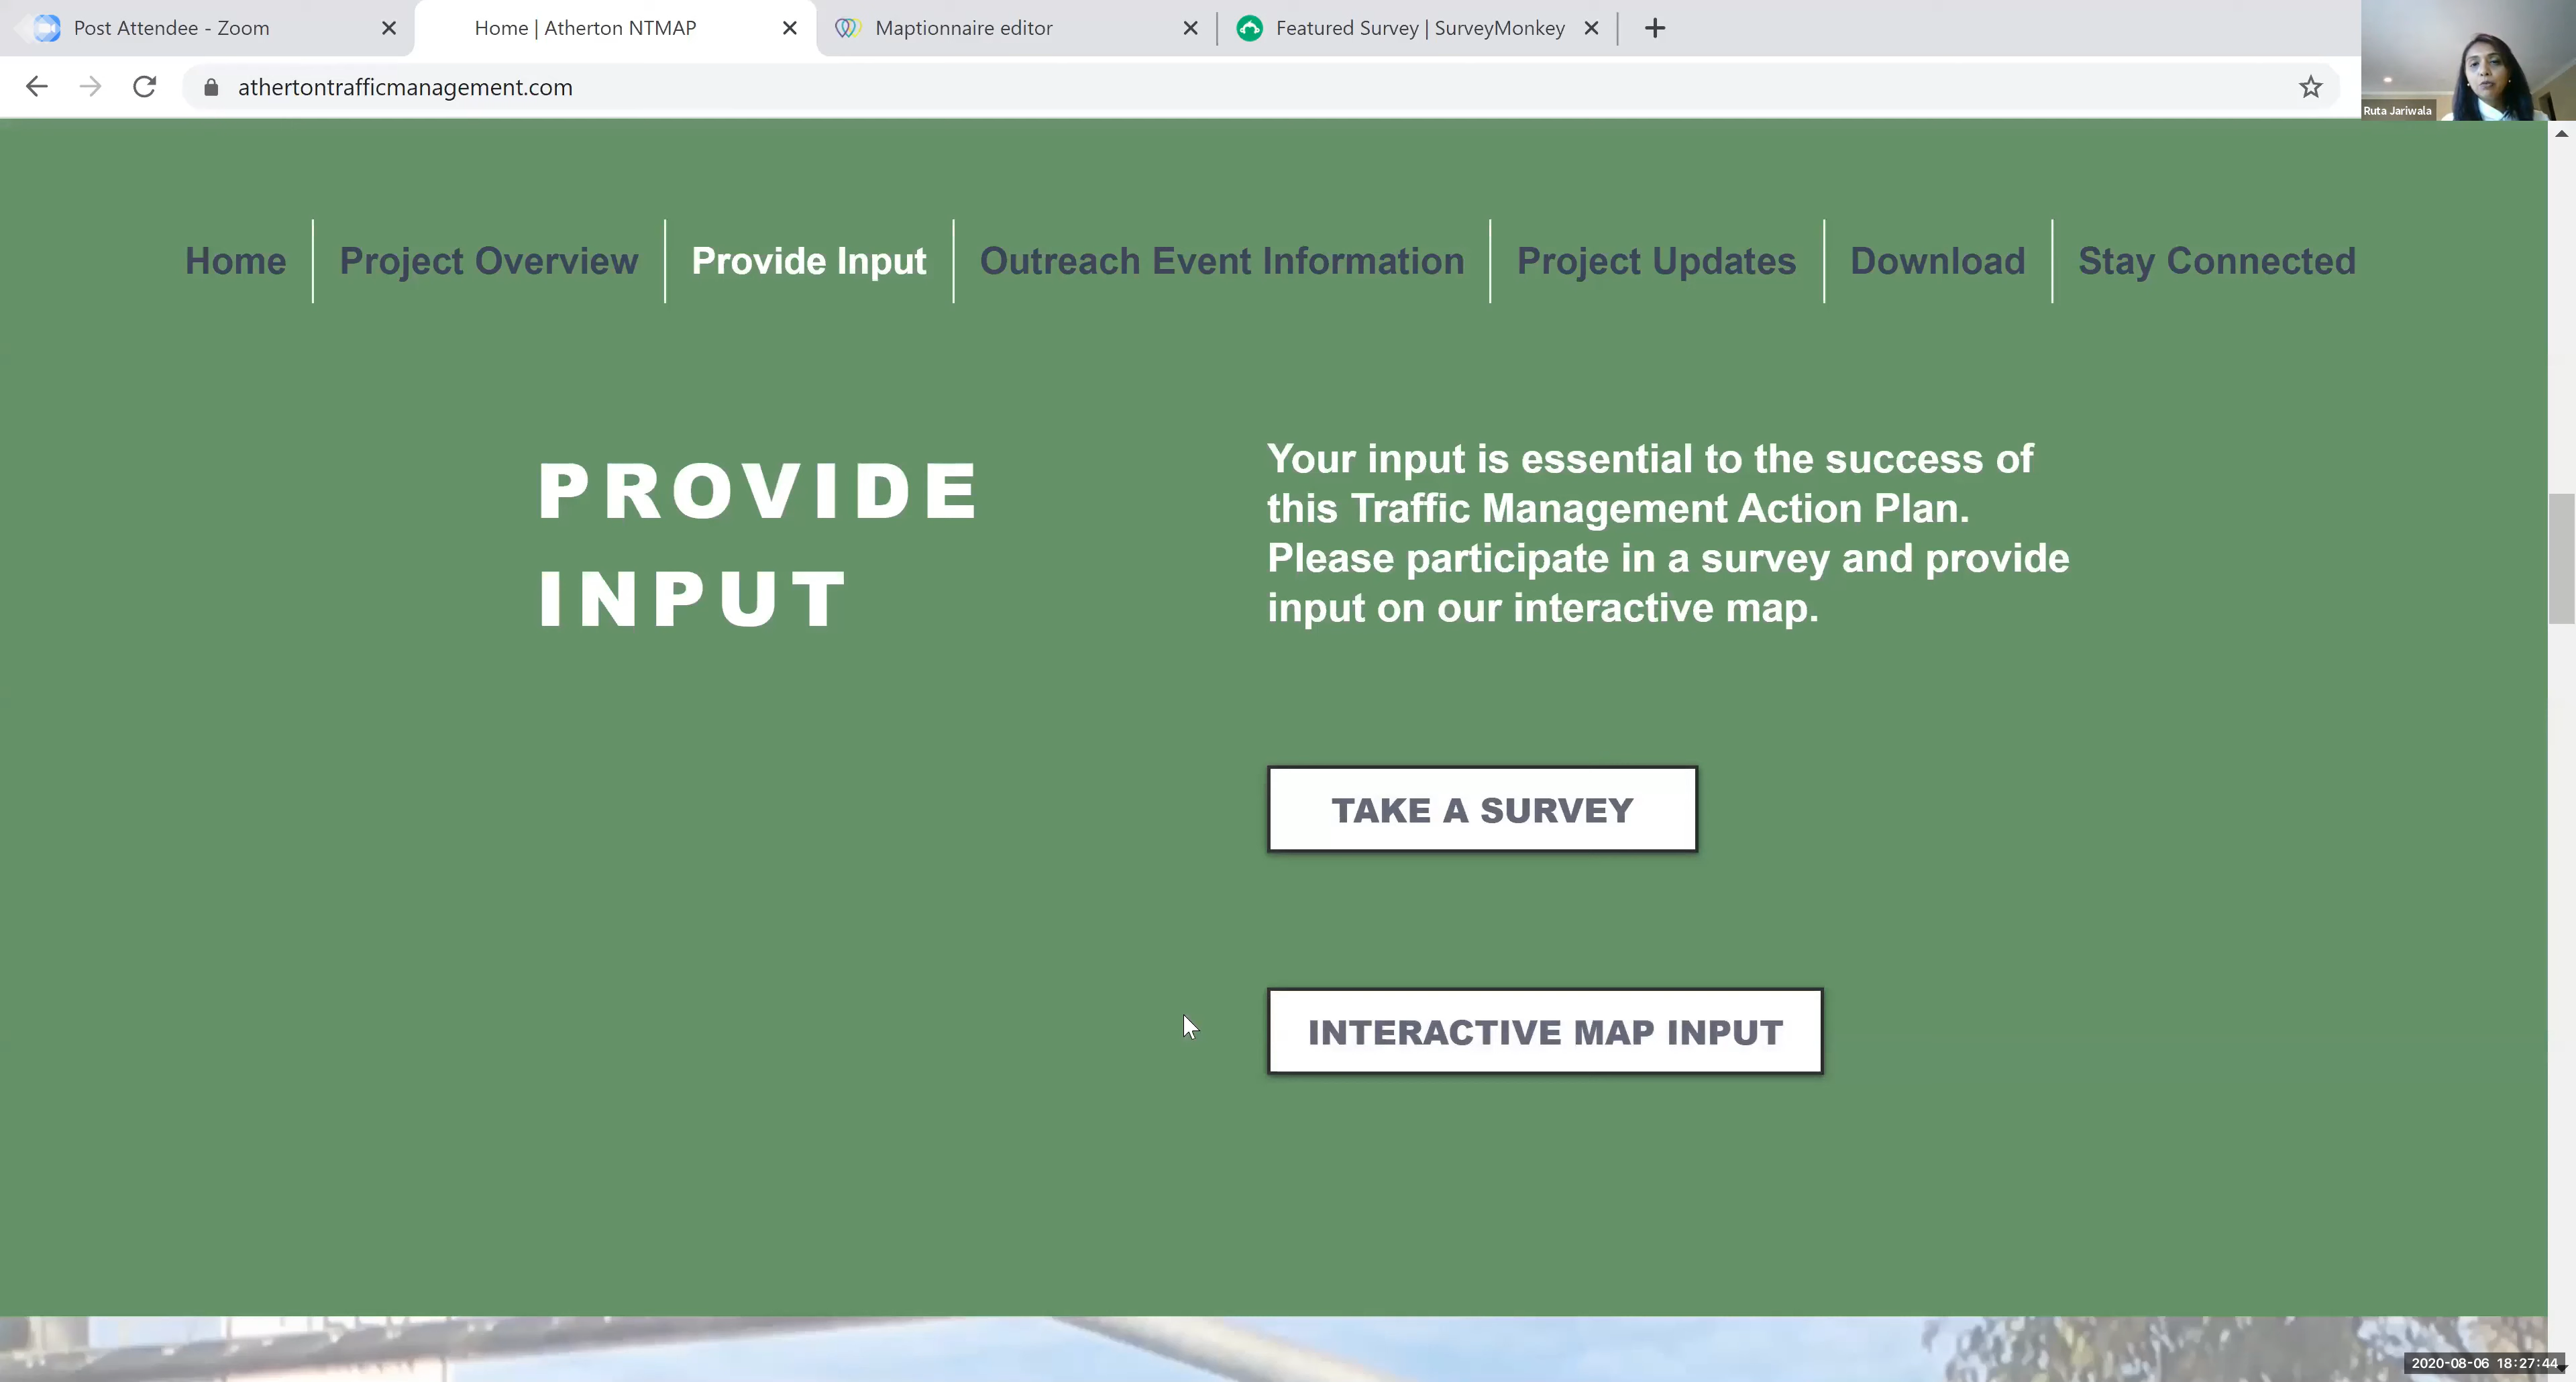 Post Attendee - Zoom
Home | Atherton NTMAP
Maptionnaire editor
Featured Survey | SurveyMonkey
athertontrafficmanagement.com
Ruta Jariwala
Home
Project Overview
Provide Input
Outreach Event Information
Project Updates
Download
Stay Connected
PROVIDE
INPUT
Your input is essential to the success of
this Traffic Management Action Plan.
Please participate in a survey and provide
input on our interactive map.
TAKE A SURVEY
INTERACTIVE MAP INPUT
2020-08-06 18:27:44